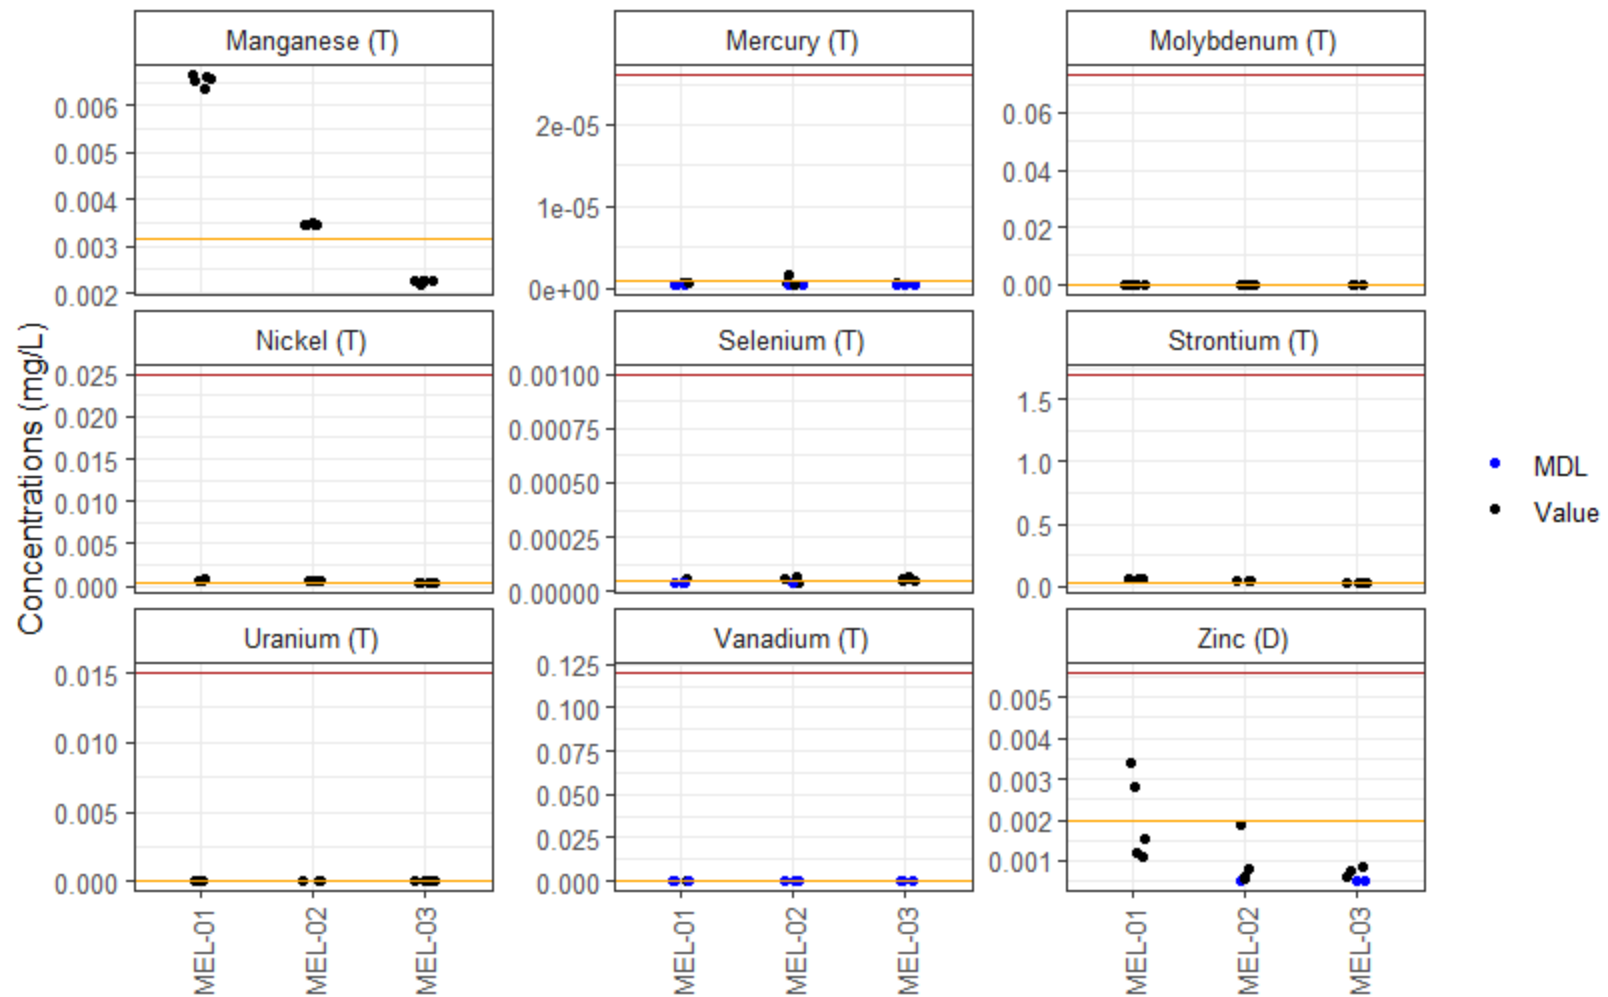 Manganese (T)
Mercury (T)
Molybdenum (T)
0.006
0.005
0.004
0.003
0.002
2e-05
1e-05
0e+00
0.06
0.04
0.02
0.00
Nickel (T)
Selenium (T)
Strontium (T)
0.025
0.020
0.015
0.010
0.005
0.000
0.00100
0.00075
0.00050
0.00025
0.00000
1.5
1.0
0.5
0.0
Concentrations (mg/L)
MDL
Value
Uranium (T)
Vanadium (T)
Zinc (D)
0.015
0.010
0.005
0.000
0.125
0.100
0.075
0.050
0.025
0.000
0.005
0.004
0.003
0.002
0.001
MEL-01
MEL-02
MEL-03
MEL-01
MEL-02
MEL-03
MEL-01
MEL-02
MEL-03